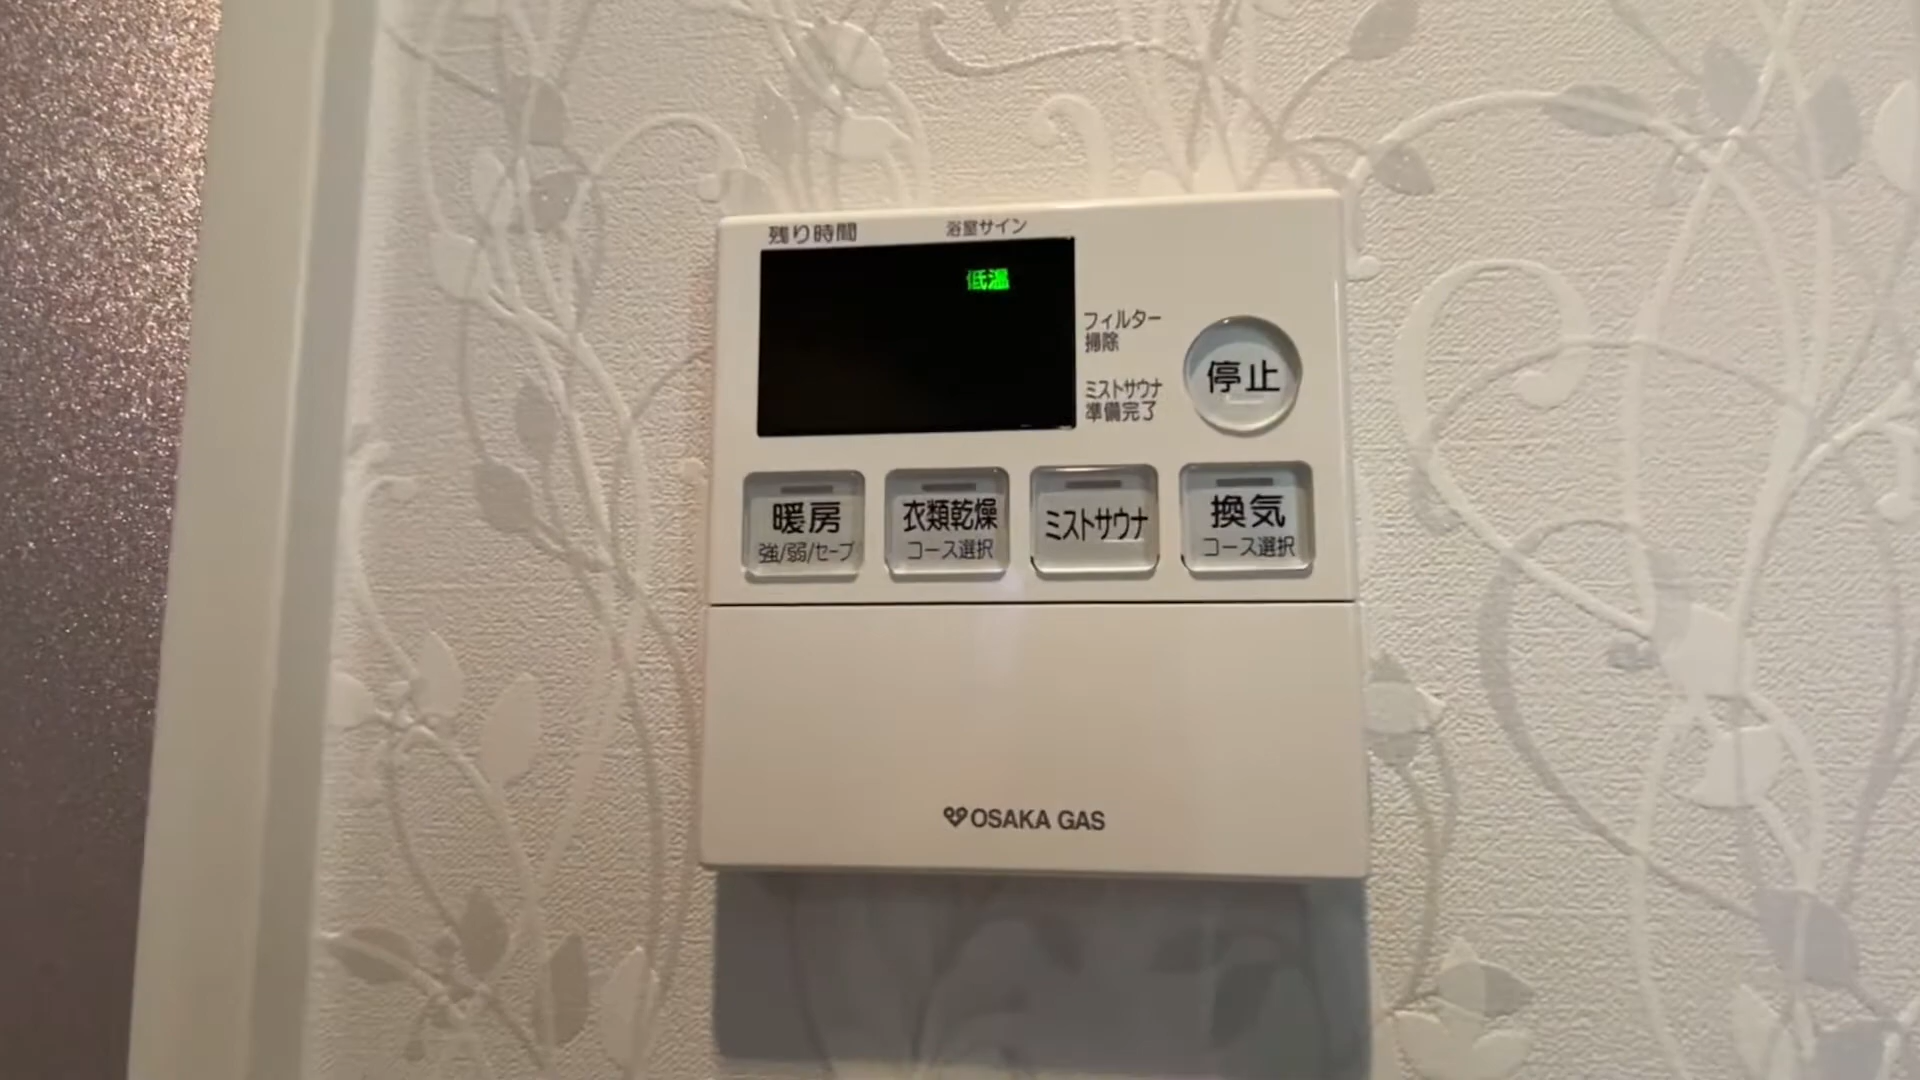 残り時間
浴室サイン
低温
フィルター
掃除
ミストサウナ
準備完了
停止
暖房
強/弱/セーブ
衣類乾燥
コース選択
ミストサウナ
換気
コース選択
OSAKA GAS